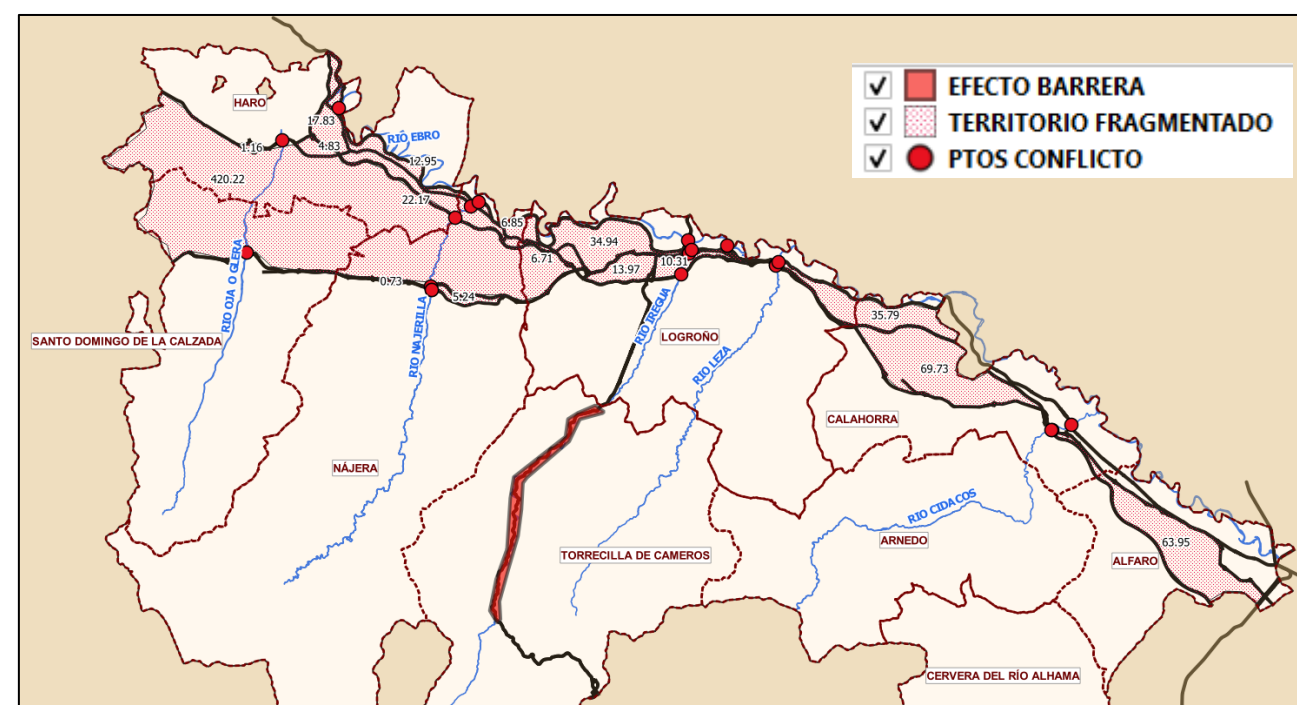 EFECTO BARRERA
TERRITORIO FRAGMENTADO
PTOS CONFLICTO
HARO
17.83
RIÓ EBRO
1.16
4.83
12.95
420.22
22.17
6.85
34.94
6.71
13.97
10.31
RIO OJA O GLERA
0.73
5.24
RIO NAJERILLA
RIO IREGUA
LOGROÑO
35.79
SANTO DOMINGO DE LA CALZADA
RIO LEZA
69.73
CALAHORRA
NÁJERA
RIO CIDACOS
TORRECILLA DE CAMEROS
ARNEDO
63.95
ALFARO
CERVERA DEL RÍO ALHAMA